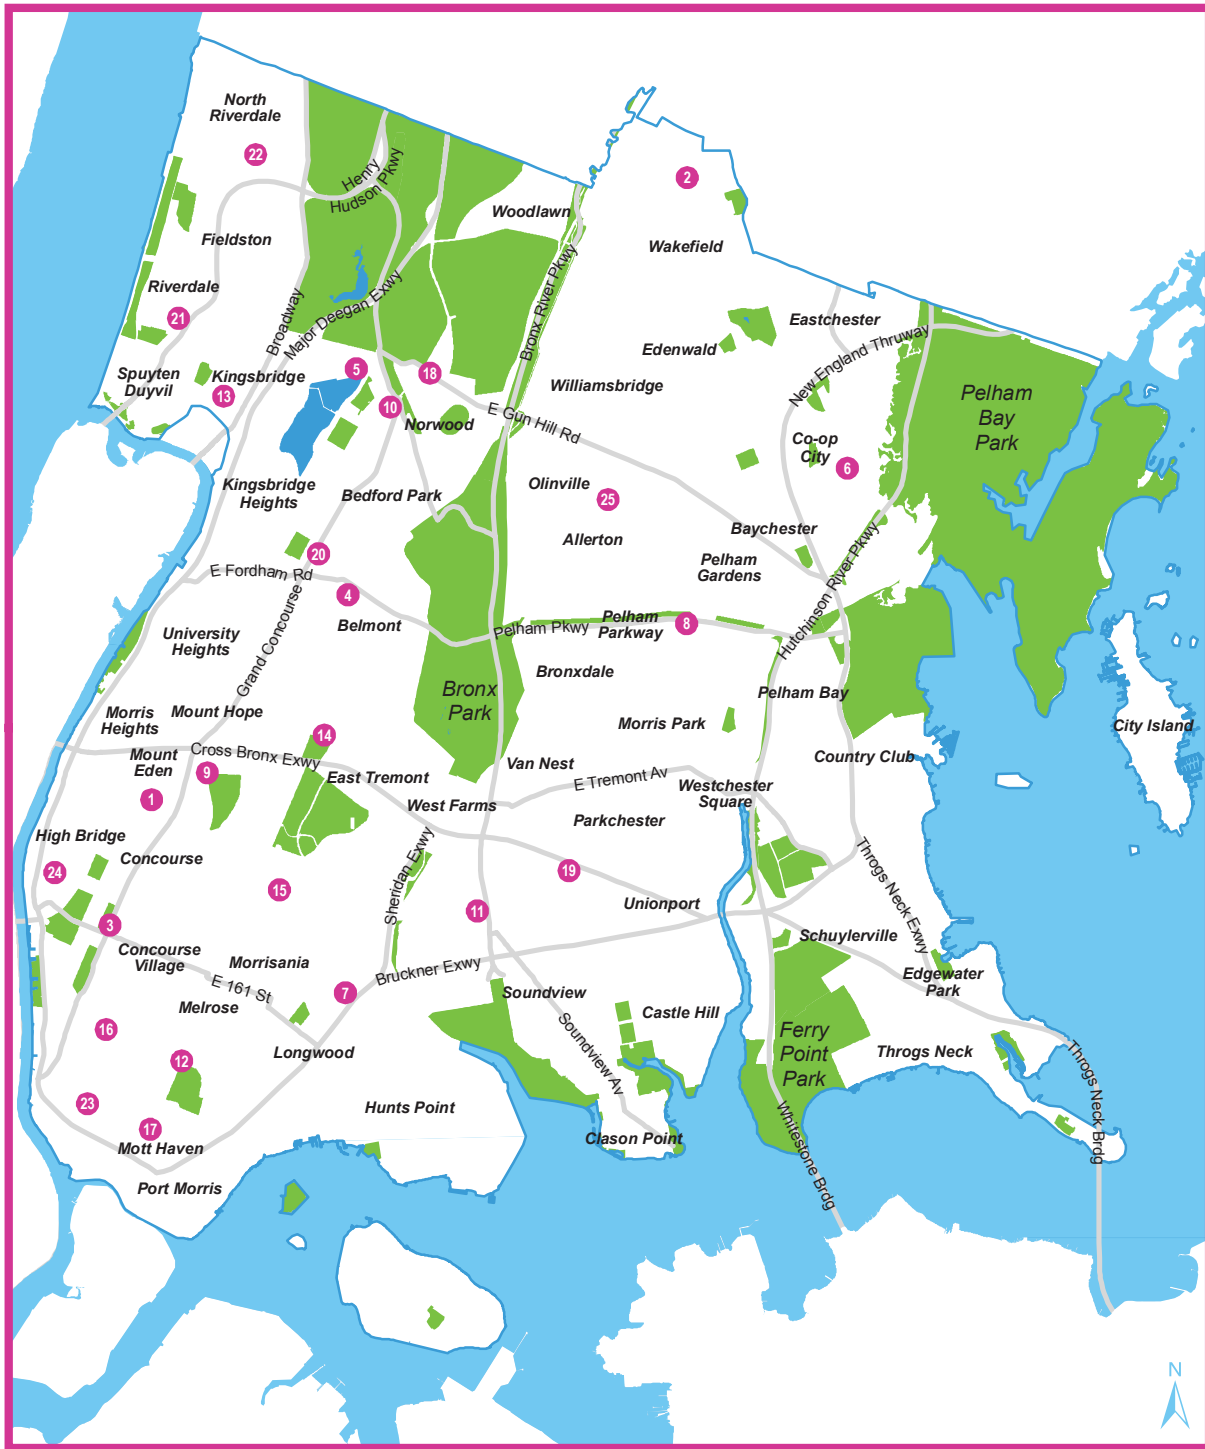 North
Riverdale
22
2
Henry
Hudson Pkwy
Woodlawn
Wakefield
Fieldston
Riverdale
21
Broadway
Major Deegan Exwy
Bronx River Pkwy
Eastchester
Edenwald
New England Thruway
Spuyten
Duyvil
Kingsbridge
13
5
18
10
Norwood
Williamsbridge
E Gun Hill Rd
Pelham
Bay
Park
Co-op
City
6
Kingsbridge
Heights
Bedford Park
Olinville
25
Allerton
Baychester
Pelham
Gardens
Hutchinson River Pkwy
20
E Fordham Rd
4
Belmont
Grand Concourse
University
Heights
Pelham Pkwy
Pelham
Parkway
8
Bronxdale
Bronx
Park
Pelham Bay
Morris
Heights
Mount Hope
Morris Park
City Island
14
Mount
Eden
Cross Bronx Exwy
9
East Tremont
Van Nest
E Tremont Av
Country Club
Westchester
Square
1
West Farms
Parkchester
High Bridge
Concourse
24
15
Sheridan Exwy
19
Throgs Neck Exwy
11
Unionport
3
Concourse
Village
Morrisania
Schuylerville
Edgewater
Park
E 161 St
Melrose
7
Bruckner Exwy
Soundview
Castle Hill
Soundview Av
16
Longwood
12
Ferry
Point
Park
Throgs Neck
Throgs Neck Brdg
23
Hunts Point
17
Mott Haven
Clason Point
Whitestone Brdg
Port Morris
N